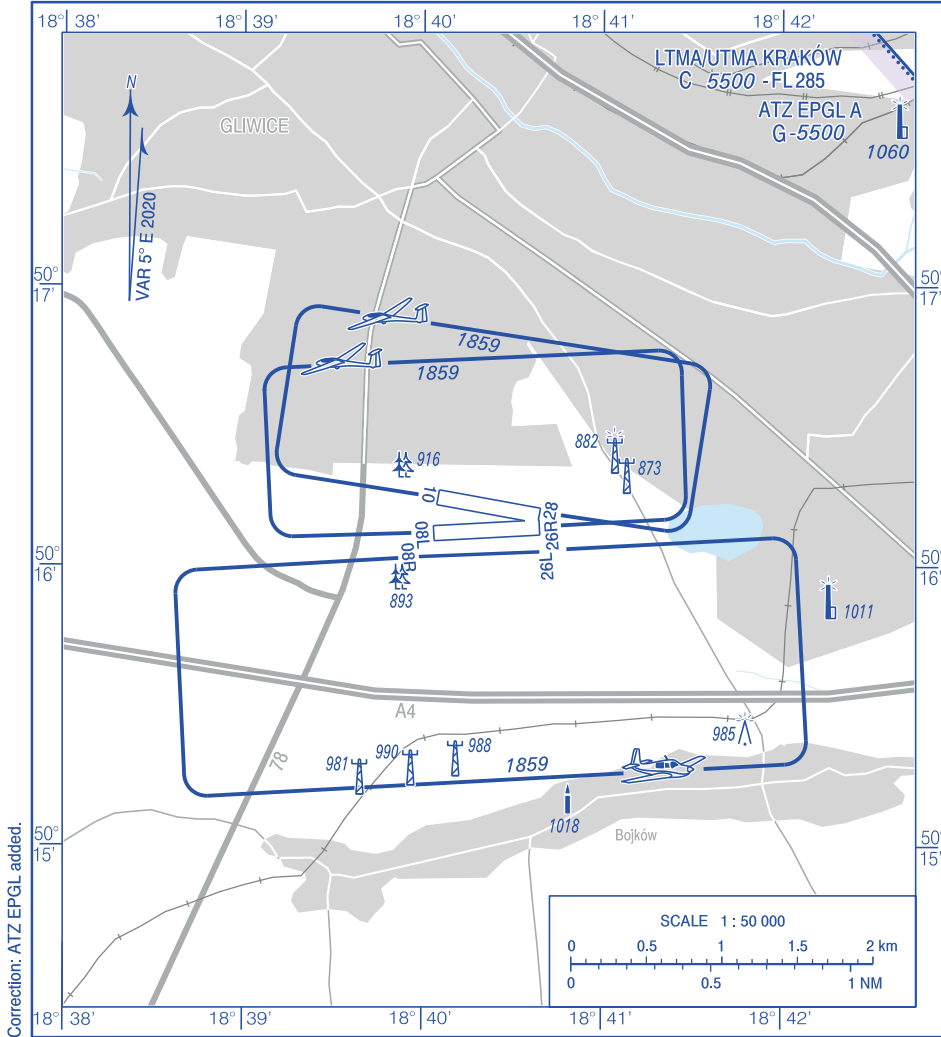 18° 38’ 18° 39’ 18° 40’ 18° 41’ 18° 42’
LTMA/UTMA KRAKÓW
C 5500 -FL285
ATZ EPGL A
G-5500
1060
N
GLIWICE
VAR 5° E 2020
50°
17’
50°
17’
1859
1859
882
873
916
10
28
08L
26R
08R
26L
50°
16’
50°
16’
893
1011
A4
985
78
981
990
988
1859
1018
Bojków
50°
15’
50°
15’
SCALE 1 : 50 000
0 0.5 1 1.5 2 km
0 0.5 1 NM
18° 38’ 18° 39’ 18° 40’ 18° 41’ 18° 42’
Correction: ATZ EPGL added.